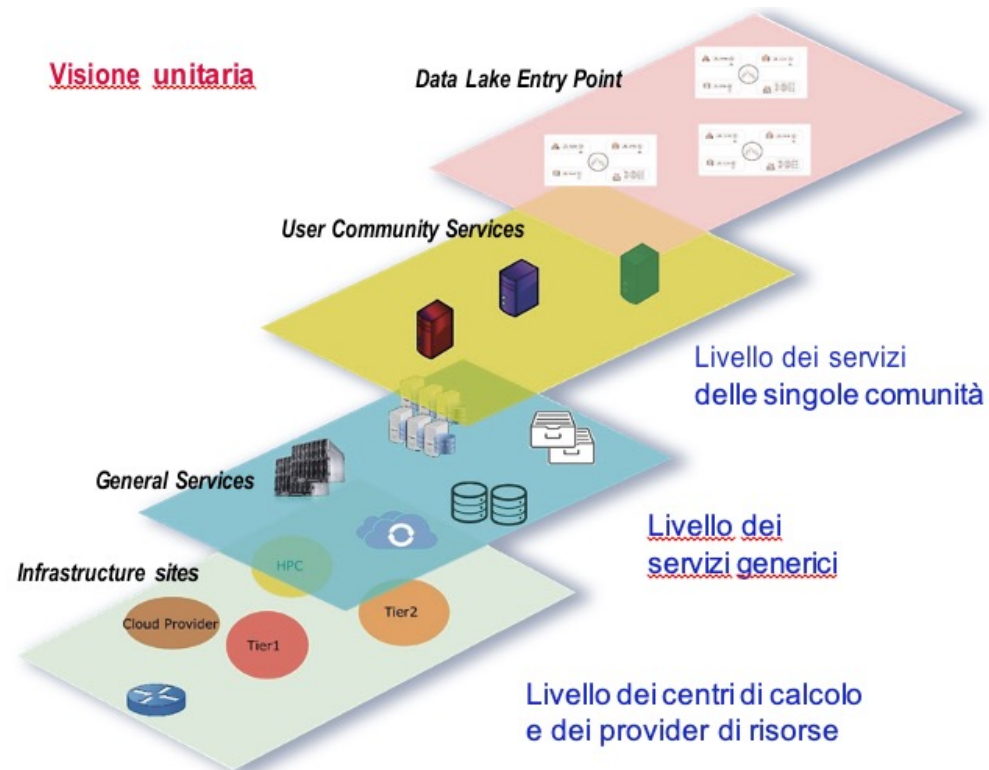 Visione unitaria
Data Lake Entry Point
User Community Services
Livello dei servizi
delle singole comunità
General Services
Livello dei
servizi generici
Infrastructure sites
HPC
Cloud Provider
Tier1
Tier2
Livello dei centri di calcolo
e dei provider di risorse